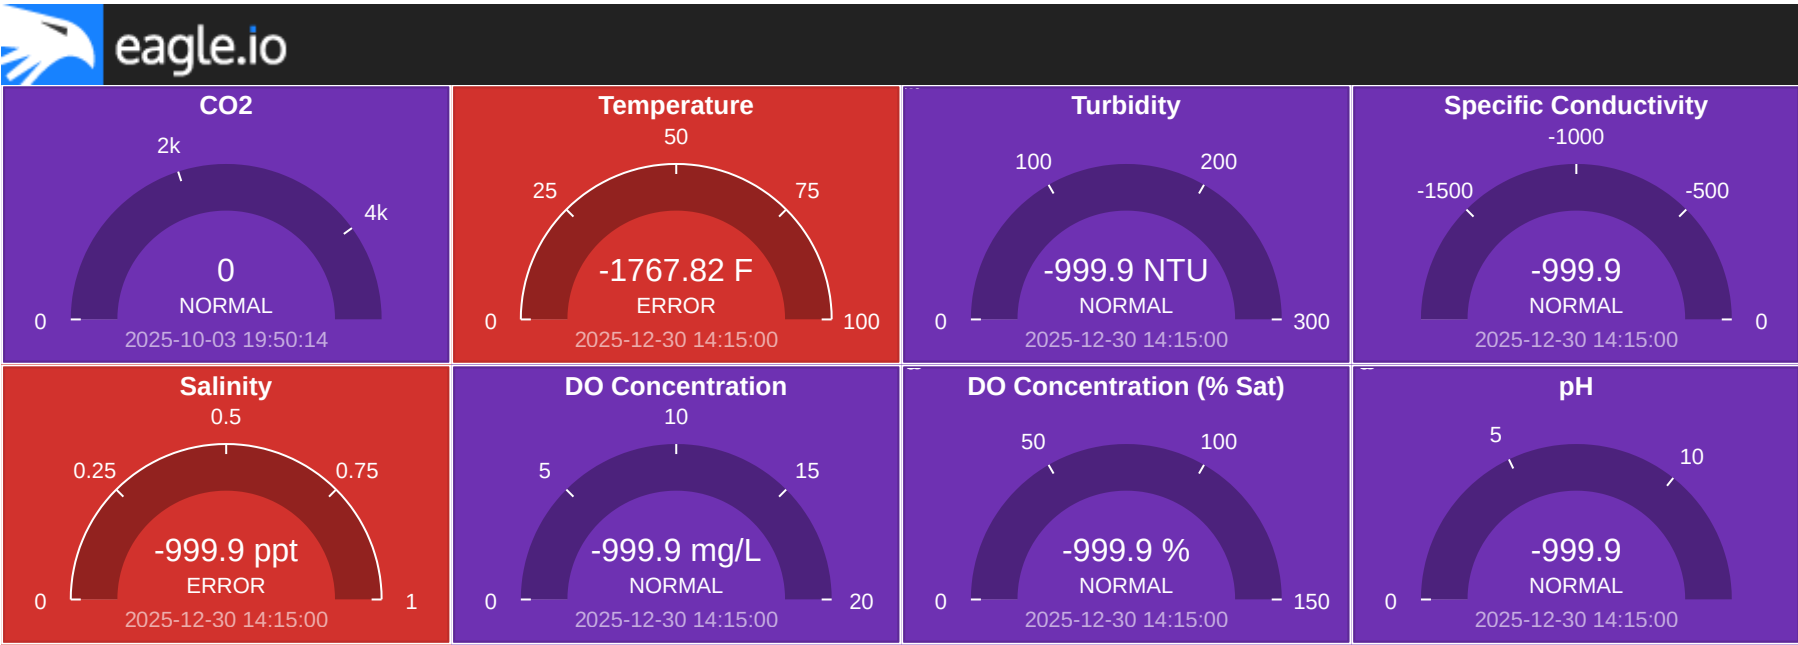 eagle.io
CO2
2k
4k
0
NORMAL
0
2025-10-03 19:50:14
Temperature
50
25
75
-1767.82 F
ERROR
0
100
2025-12-30 14:15:00
Turbidity
100
200
-999.9 NTU
NORMAL
0
300
2025-12-30 14:15:00
Specific Conductivity
-1000
-1500
-500
-999.9
NORMAL
0
2025-12-30 14:15:00
Salinity
0.5
0.25
0.75
-999.9 ppt
ERROR
0
1
2025-12-30 14:15:00
DO Concentration
10
5
15
-999.9 mg/L
NORMAL
0
20
2025-12-30 14:15:00
DO Concentration (% Sat)
50
100
-999.9 %
NORMAL
0
150
2025-12-30 14:15:00
pH
5
10
-999.9
NORMAL
0
2025-12-30 14:15:00